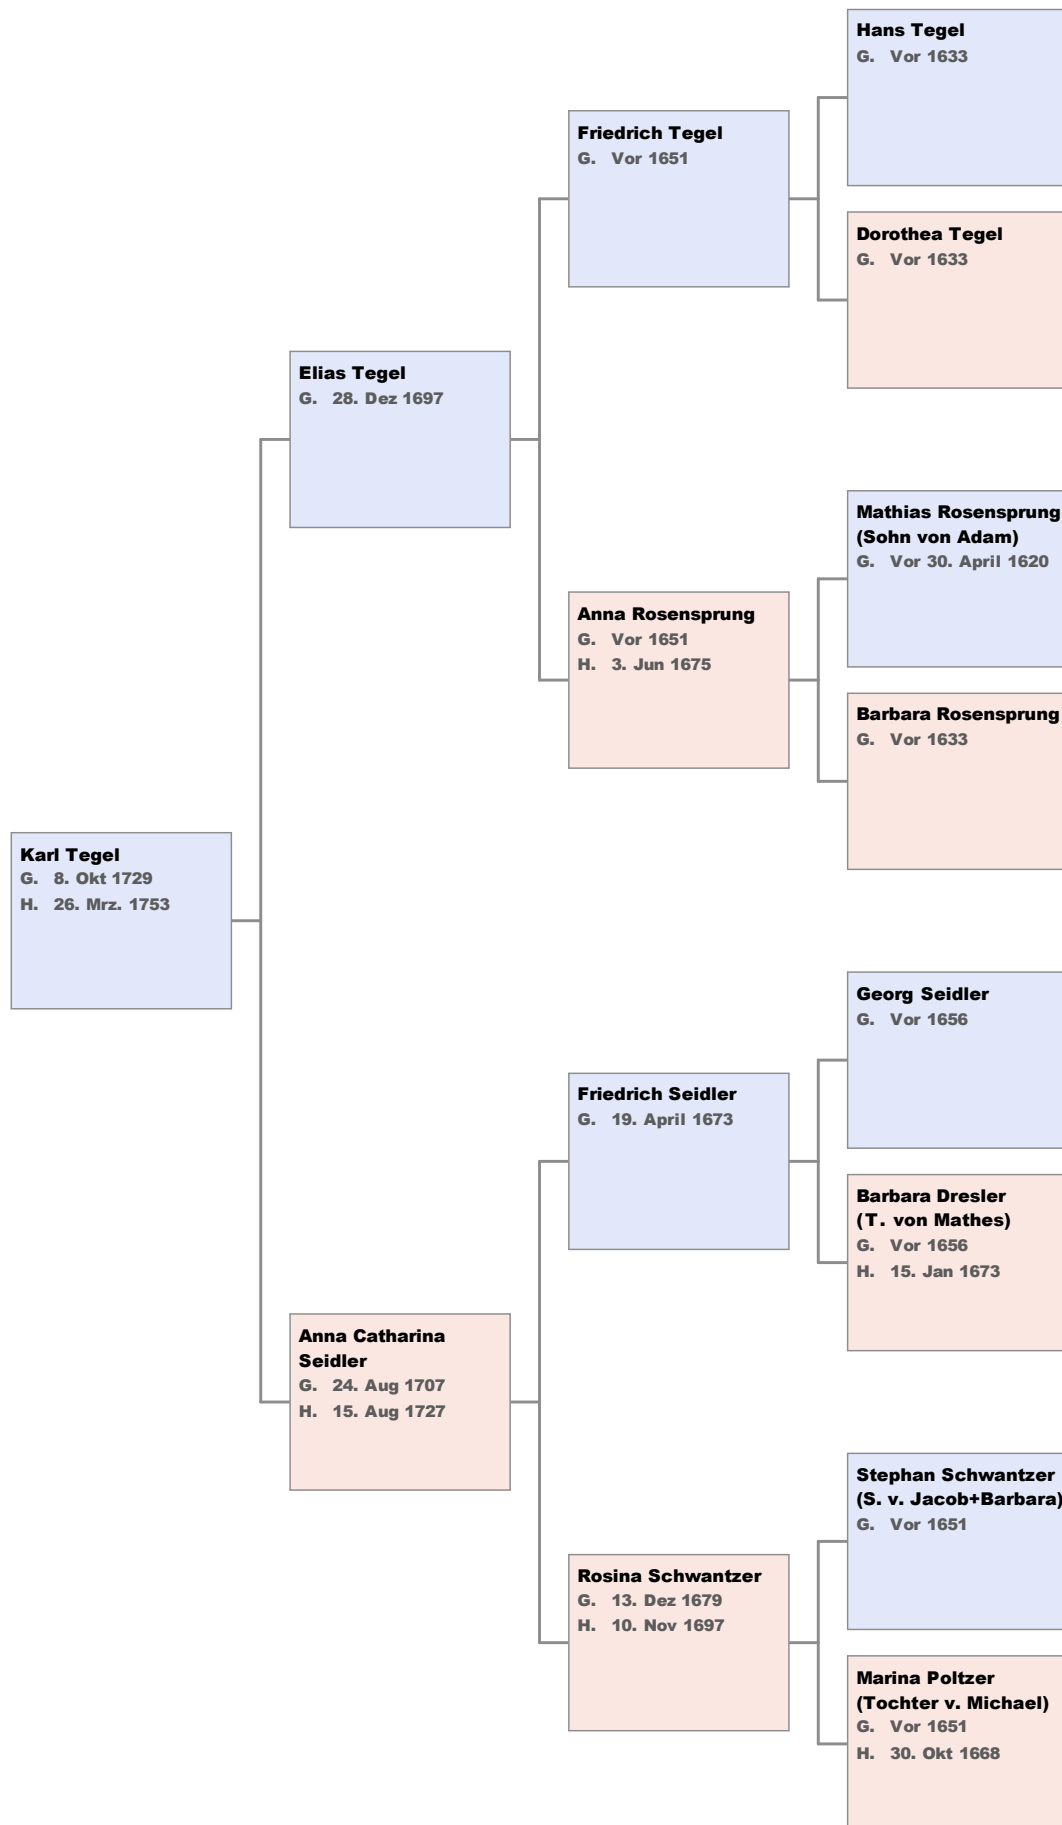 Hans Tegel
G. Vor 1633
Friedrich Tegel
G. Vor 1651
Dorothea Tegel
G. Vor 1633
Elias Tegel
G. 28. Dez 1697
Mathias Rosensprung
(Sohn von Adam)
G. Vor 30. April 1620
Anna Rosensprung
G. Vor 1651
H. 3. Jun 1675
Barbara Rosensprung
G. Vor 1633
Karl Tegel
G. 8. Okt 1729
H. 26. Mrz. 1753
Georg Seidler
G. Vor 1656
Friedrich Seidler
G. 19. April 1673
Barbara Dresler
(T. von Mathes)
G. Vor 1656
H. 15. Jan 1673
Anna Catharina
Seidler
G. 24. Aug 1707
H. 15. Aug 1727
Stephan Schwantzer
(S. v. Jacob+Barbara)
G. Vor 1651
Rosina Schwantzer
G. 13. Dez 1679
H. 10. Nov 1697
Marina Poltzer
(Tochter v. Michael)
G. Vor 1651
H. 30. Okt 1668